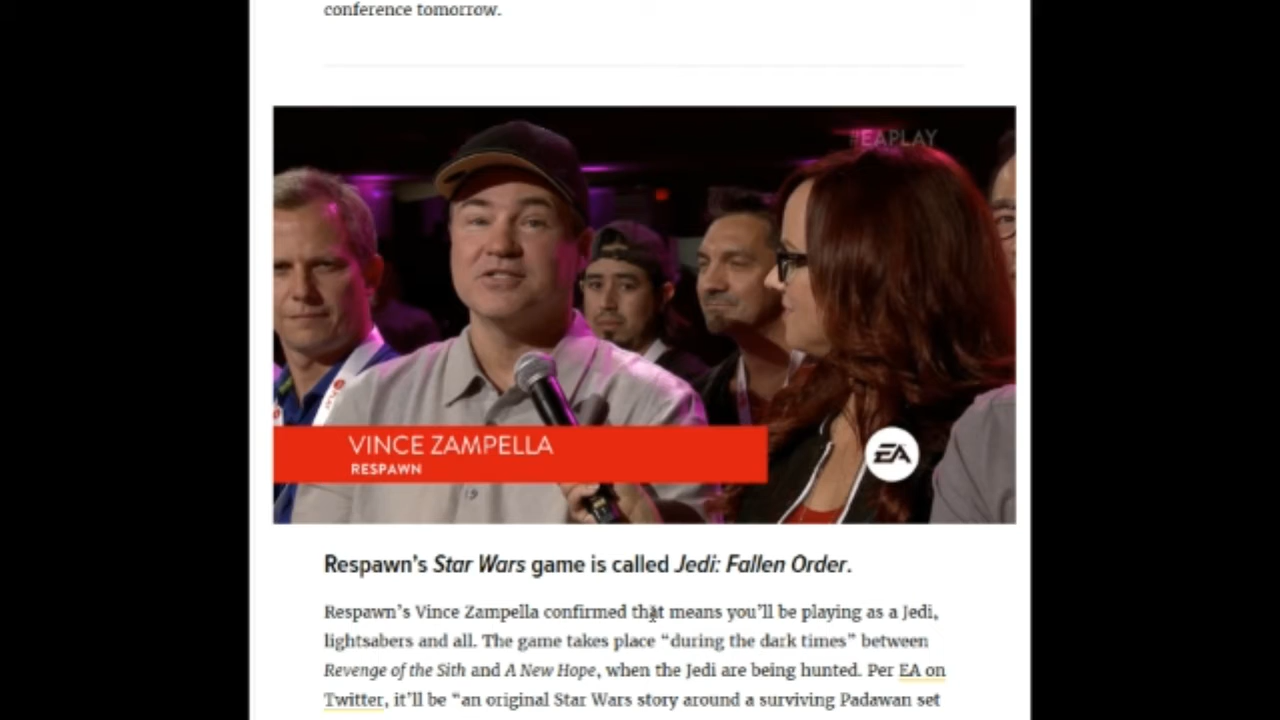 conference tomorrow.
#EAPLAY
VINCE ZAMPELLA
RESPAWN
EA
Respawn's Star Wars game is called Jedi: Fallen Order.
Respawn's Vince Zampella confirmed that means you'll be playing as a Jedi,
lightsabers and all. The game takes place “during the dark times” between
Revenge of the Sith and A New Hope, when the Jedi are being hunted. Per EA on
Twitter, it'll be “an original Star Wars story around a surviving Padawan set